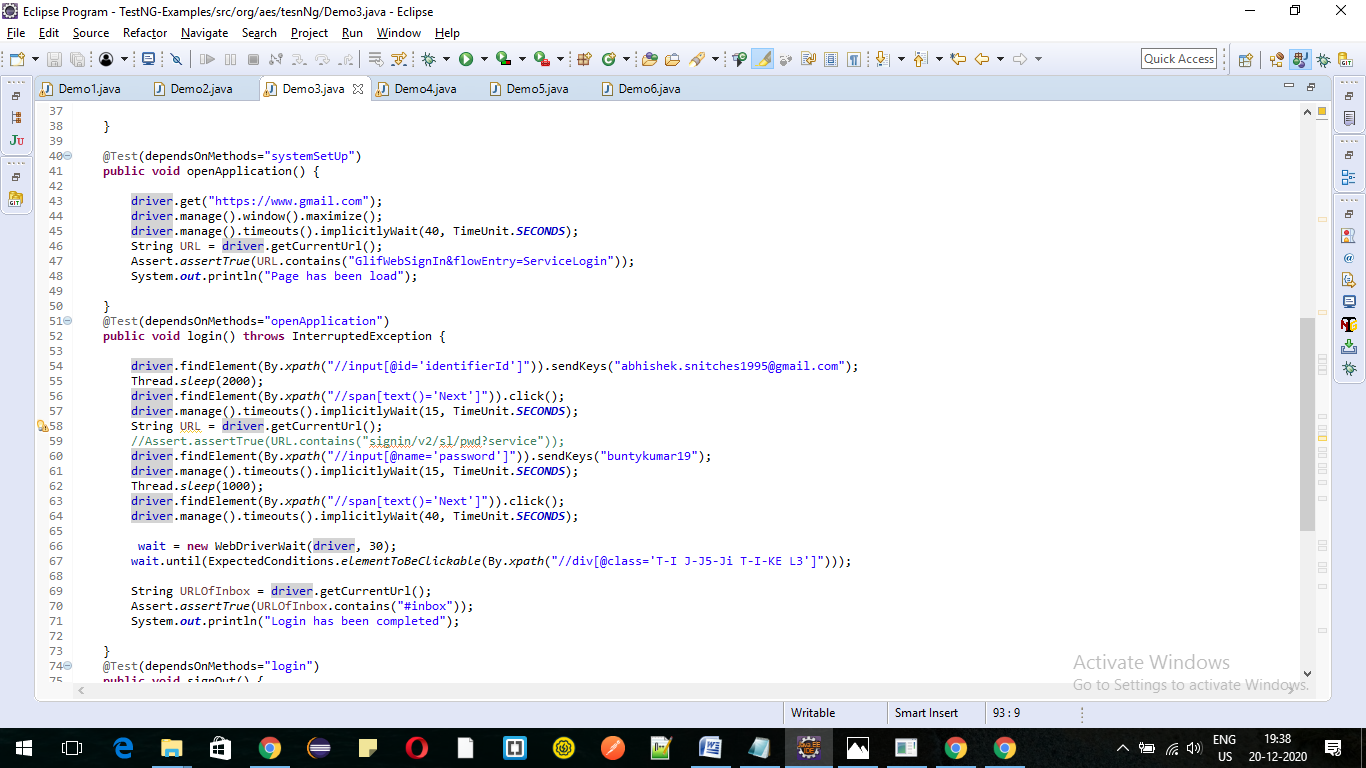 Eclipse Program - TestNG-Examples/src/org/aes/tesnNg/Demo3.java - Eclipse
File Edit Source Refactor Navigate Search Project Run Window Help
Quick Access
Demo1.java Demo2.java Demo3.java Demo4.java Demo5.java Demo6.java
37
38 }
39
40 @Test(dependsOnMethods="systemSetUp")
41 public void openApplication() {
42
43 driver.get("https://www.gmail.com");
44 driver.manage().window().maximize();
45 driver.manage().timeouts().implicitlyWait(40, TimeUnit.SECONDS);
46 String URL = driver.getCurrentUrl();
47 Assert.assertTrue(URL.contains("GlifWebSignIn&flowEntry=ServiceLogin"));
48 System.out.println("Page has been load");
49
50 }
51 @Test(dependsOnMethods="openApplication")
52 public void login() throws InterruptedException {
53
54 driver.findElement(By.xpath("//input[@id='identifierId']")).sendKeys("abhishek.snitches1995@gmail.com");
55 Thread.sleep(2000);
56 driver.findElement(By.xpath("//span[text()='Next']")).click();
57 driver.manage().timeouts().implicitlyWait(15, TimeUnit.SECONDS);
58 String URL = driver.getCurrentUrl();
59 //Assert.assertTrue(URL.contains("signin/v2/sl/pwd?service"));
60 driver.findElement(By.xpath("//input[@name='password']")).sendKeys("buntykumar19");
61 driver.manage().timeouts().implicitlyWait(15, TimeUnit.SECONDS);
62 Thread.sleep(1000);
63 driver.findElement(By.xpath("//span[text()='Next']")).click();
64 driver.manage().timeouts().implicitlyWait(40, TimeUnit.SECONDS);
65
66 wait = new WebDriverWait(driver, 30);
67 wait.until(ExpectedConditions.elementToBeClickable(By.xpath("//div[@class='T-I J-J5-Ji T-I-KE L3']")));
68
69 String URLOfInbox = driver.getCurrentUrl();
70 Assert.assertTrue(URLOfInbox.contains("#inbox"));
71 System.out.println("Login has been completed");
72
73 }
74 @Test(dependsOnMethods="login")
75 public void signOut() {
Activate Windows
Go to Settings to activate Windows.
Writable Smart Insert 93 : 9
ENG
US
19:38
20-12-2020